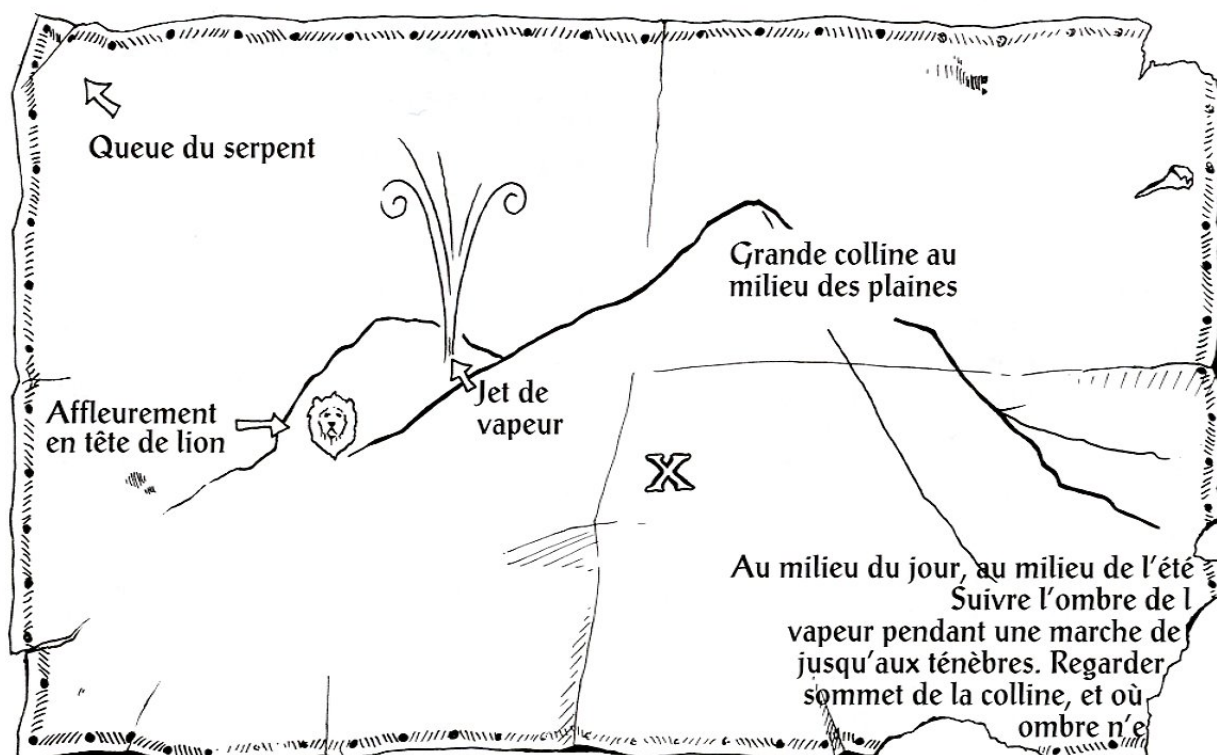 Queue du serpent
Grande colline au
milieu des plaines
Jet de
vapeur
Affleurement
en tête de lion
X
Au milieu du jour, au milieu de l'été
Suivre l'ombre de l
vapeur pendant une marche de
jusqu'aux ténèbres. Regarder
sommet de la colline, et où
ombre n'e